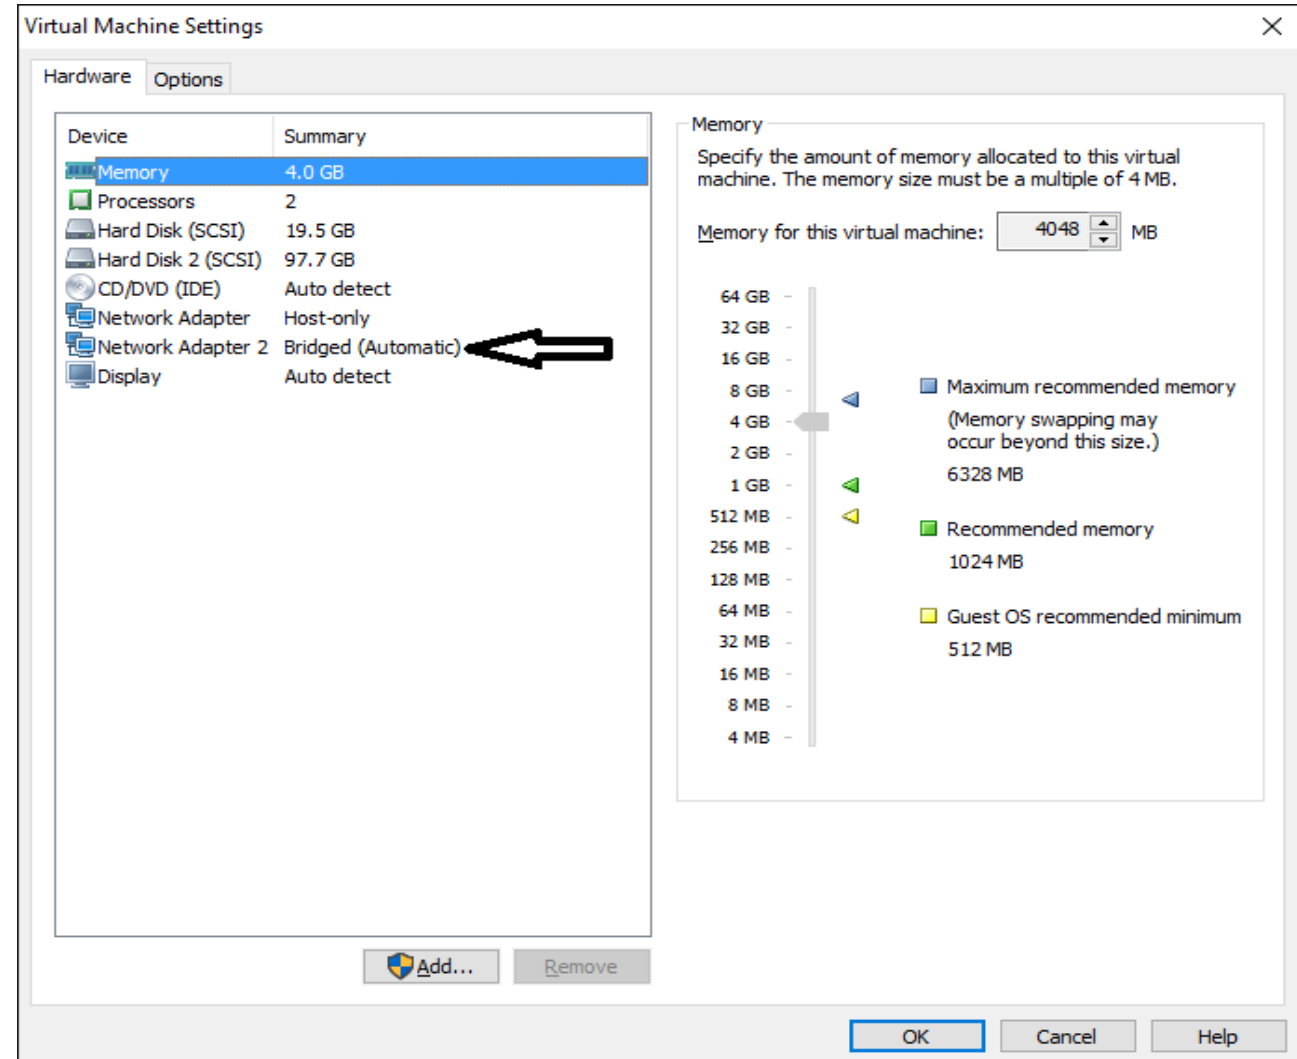 Virtual Machine Settings
Hardware Options
Device Summary
Memory 4.0 GB
Processors 2
Hard Disk (SCSI) 19.5 GB
Hard Disk 2 (SCSI) 97.7 GB
CD/DVD (IDE) Auto detect
Network Adapter Host-only
Network Adapter 2 Bridged (Automatic)
Display Auto detect
Add...
Remove
Memory
Specify the amount of memory allocated to this virtual
machine. The memory size must be a multiple of 4 MB.
Memory for this virtual machine: 4048 MB
64 GB
32 GB
16 GB
8 GB
4 GB
2 GB
1 GB
512 MB
256 MB
128 MB
64 MB
32 MB
16 MB
8 MB
4 MB
Maximum recommended memory
(Memory swapping may
occur beyond this size.)
6328 MB
Recommended memory
1024 MB
Guest OS recommended minimum
512 MB
OK Cancel Help